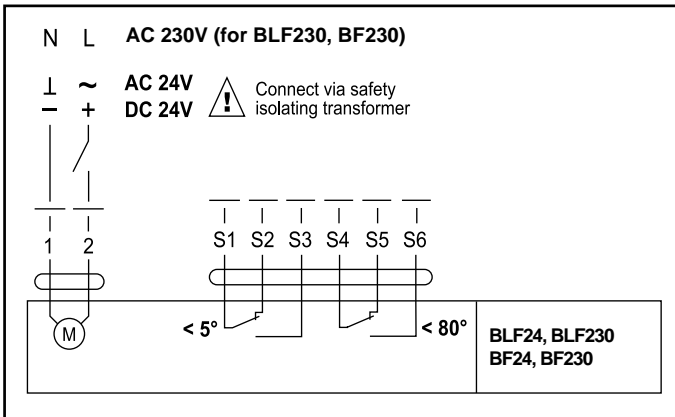 N L AC 230V (for BLF230, BF230)
⊥ ~ AC 24V
− + DC 24V
! Connect via safety
isolating transformer
1 2 S1 S2 S3 S4 S5 S6
M < 5° < 80°
BLF24, BLF230
BF24, BF230